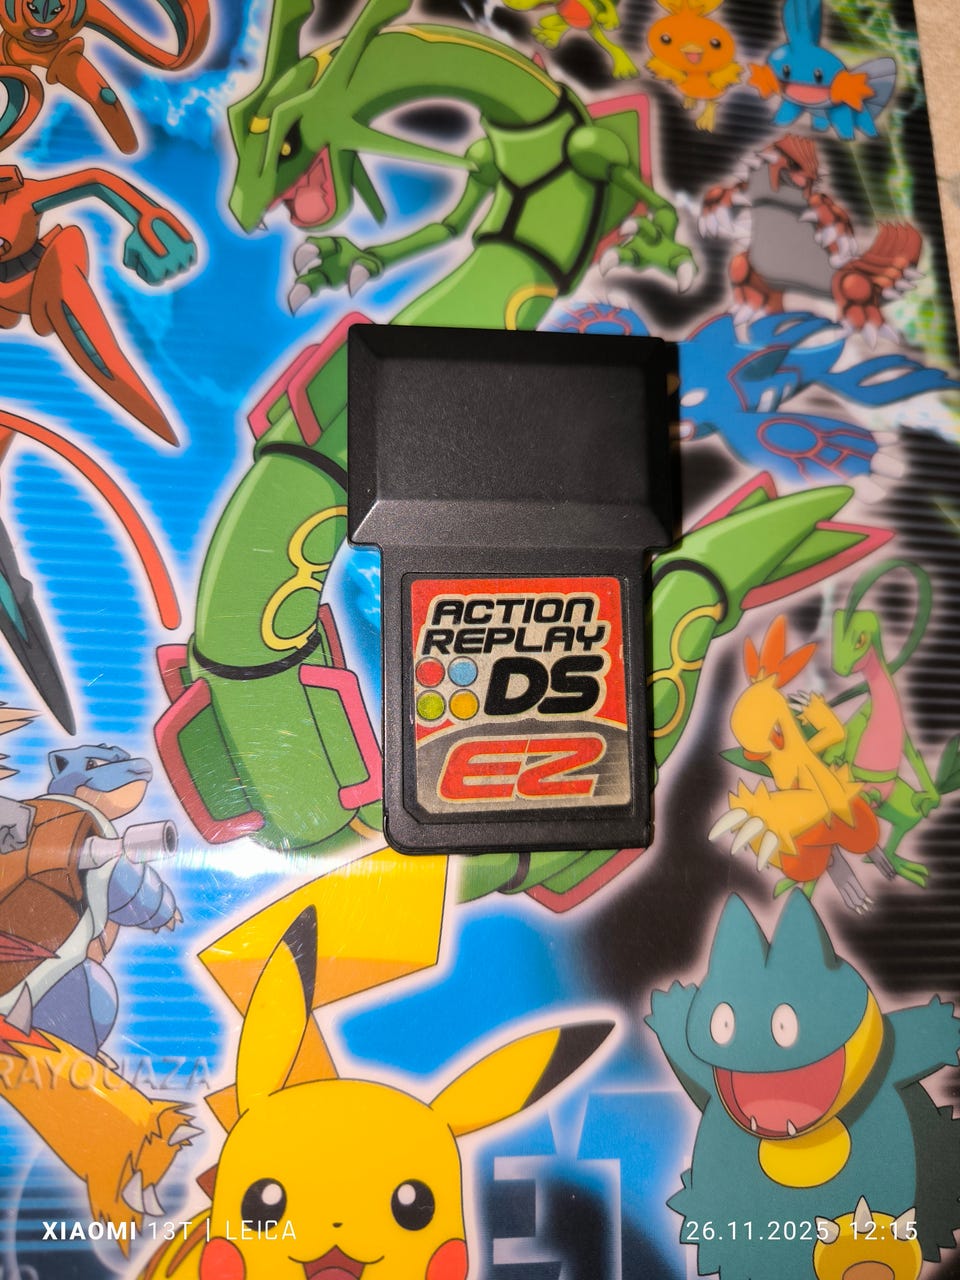 ACTION
REPLAY
DS
EZ
RAYQUAZA
XIAOMI 13T | LEICA
26.11.2025 12:15